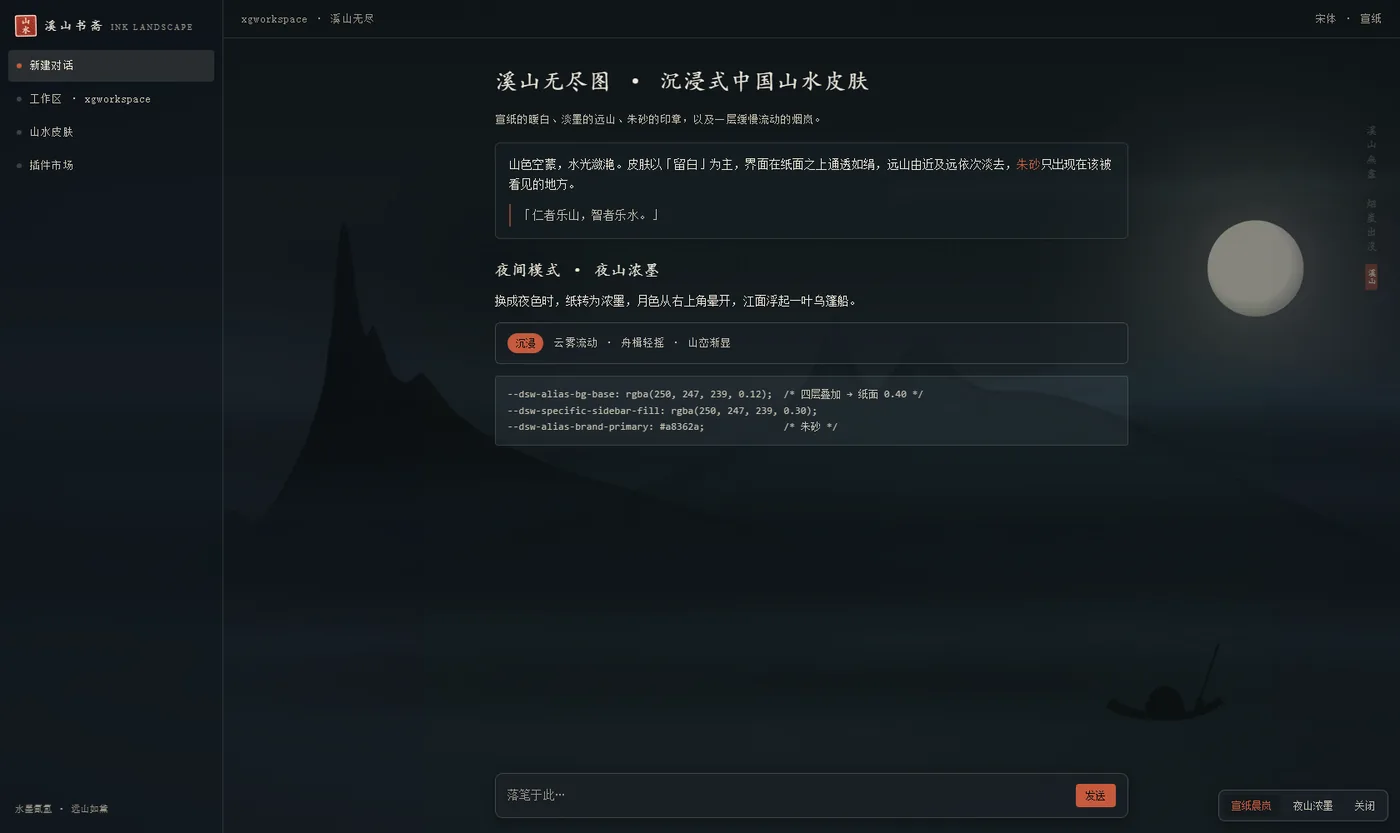 山水
溪山书斋 INK LANDSCAPE
新建对话
工作区 · xgworkspace
山水皮肤
插件市场
水墨氤氲 · 远山如黛
xgworkspace · 溪山无尽
宋体 · 宣纸
溪山无尽图 · 沉浸式中国山水皮肤
宣纸的暖白、淡墨的远山、朱砂的印章，以及一层缓慢流动的烟岚。
山色空蒙，水光潋滟。皮肤以「留白」为主，界面在纸面之上通透如绢，远山由近及远依次淡去，朱砂只出现在该被
看见的地方。
「仁者乐山，智者乐水。」
夜间模式 · 夜山浓墨
换成夜色时，纸转为浓墨，月色从右上角晕开，江面浮起一叶乌篷船。
沉浸 云雾流动 · 舟楫轻摇 · 山峦渐显
--dsw-alias-bg-base: rgba(250, 247, 239, 0.12); /* 四层叠加 → 纸面 0.40 */
--dsw-specific-sidebar-fill: rgba(250, 247, 239, 0.30);
--dsw-alias-brand-primary: #a8362a; /* 朱砂 */
溪山
落笔于此…
发送
宣纸晨岚 夜山浓墨 关闭